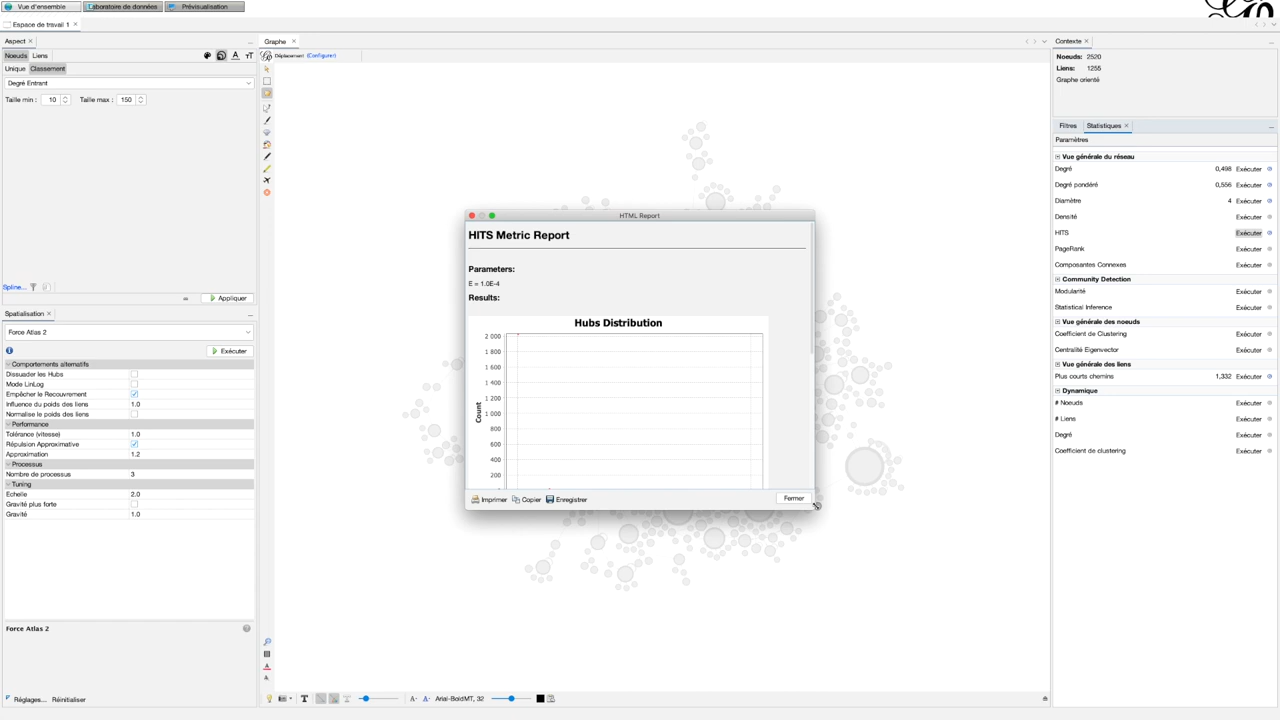 Vue d'ensemble
Laboratoire de données
Prévisualisation
Espace de travail 1 ×
Aspect ×
Noeuds Liens
Unique Classement
Degré Entrant
Taille min : 10 Taille max : 150
Spline...
Appliquer
Spatialisation ×
Force Atlas 2
Exécuter
Comportements alternatifs
Dissuader les Hubs
Mode LinLog
Empêcher le Recouvrement
Influence du poids des liens 1.0
Normalise le poids des liens
Performance
Tolérance (vitesse) 1.0
Répulsion Approximative
Approximation 1.2
Processus
Nombre de processus 3
Tuning
Echelle 2.0
Gravité plus forte
Gravité 1.0
Force Atlas 2
Réglages... Réinitialiser
Graphe ×
Déplacement (Configurer)
HTML Report
HITS Metric Report
Parameters:
E = 1.0E-4
Results:
Hubs Distribution
2 000
1 800
1 600
1 400
1 200
1 000
800
600
400
200
Count
Imprimer Copier Enregistrer Fermer
Arial-BoldMT, 32
Contexte ×
Noeuds: 2520
Liens: 1255
Graphe orienté
Filtres Statistiques ×
Paramètres
Vue générale du réseau
Degré 0,498 Exécuter
Degré pondéré 0,556 Exécuter
Diamètre 4 Exécuter
Densité Exécuter
HITS Exécuter
PageRank Exécuter
Composantes Connexes Exécuter
Community Detection
Modularité Exécuter
Statistical Inference Exécuter
Vue générale des noeuds
Coefficient de Clustering Exécuter
Centralité Eigenvector Exécuter
Vue générale des liens
Plus courts chemins 1,332 Exécuter
Dynamique
# Noeuds Exécuter
# Liens Exécuter
Degré Exécuter
Coefficient de clustering Exécuter